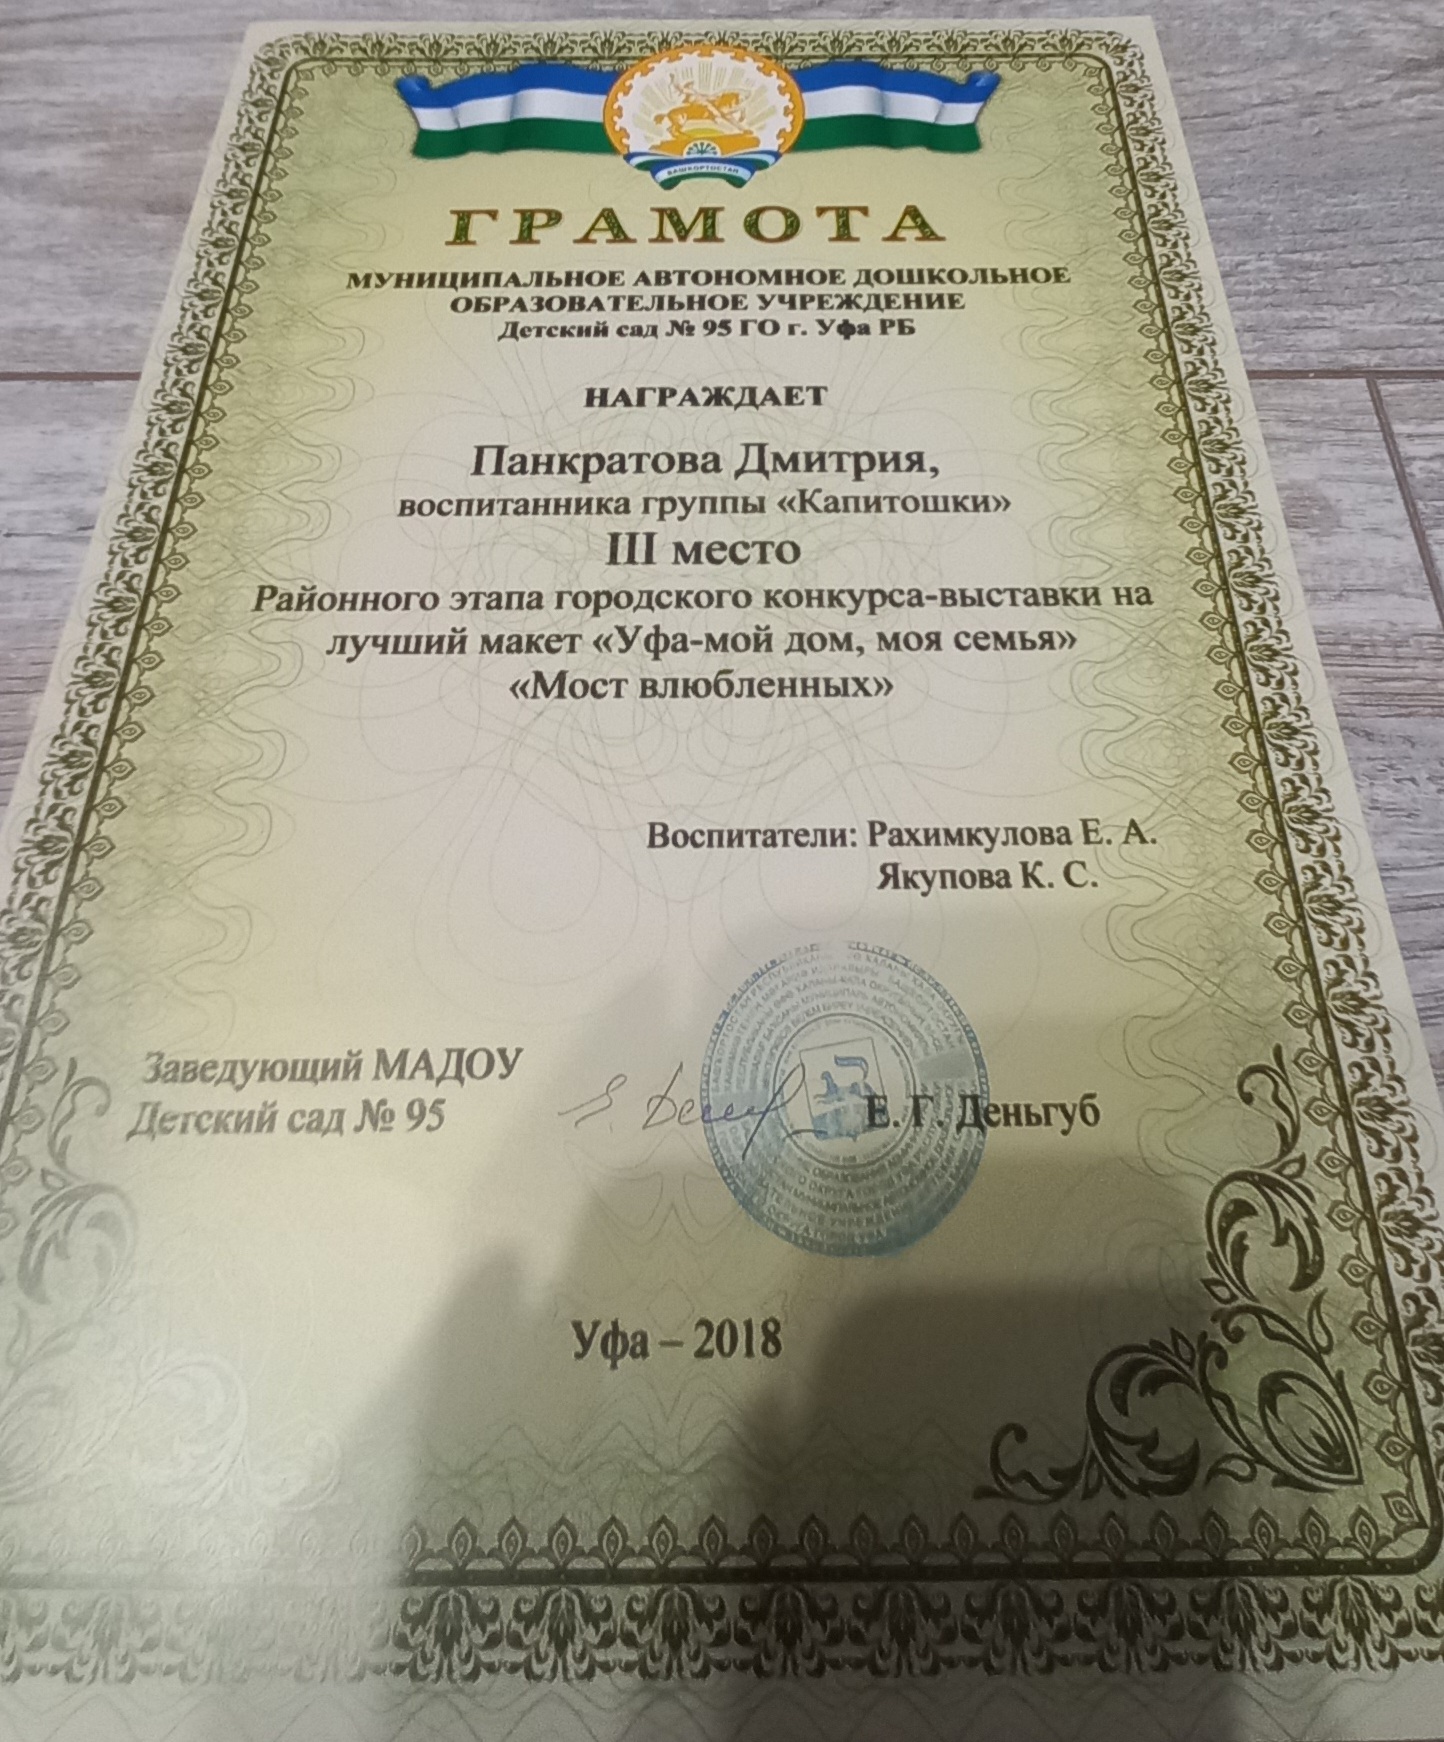 БАШКОРТОСТАН
ГРАМОТА
МУНИЦИПАЛЬНОЕ АВТОНОМНОЕ ДОШКОЛЬНОЕ
ОБРАЗОВАТЕЛЬНОЕ УЧРЕЖДЕНИЕ
Детский сад № 95 ГО г. Уфа РБ
НАГРАЖДАЕТ
Панкратова Дмитрия,
воспитанника группы «Капитошки»
III место
Районного этапа городского конкурса-выставки на
лучший макет «Уфа-мой дом, моя семья»
«Мост влюбленных»
Воспитатели: Рахимкулова Е. А.
Якупова К. С.
Заведующий МАДОУ
Детский сад № 95
Е. Г. Деньгуб
Уфа – 2018